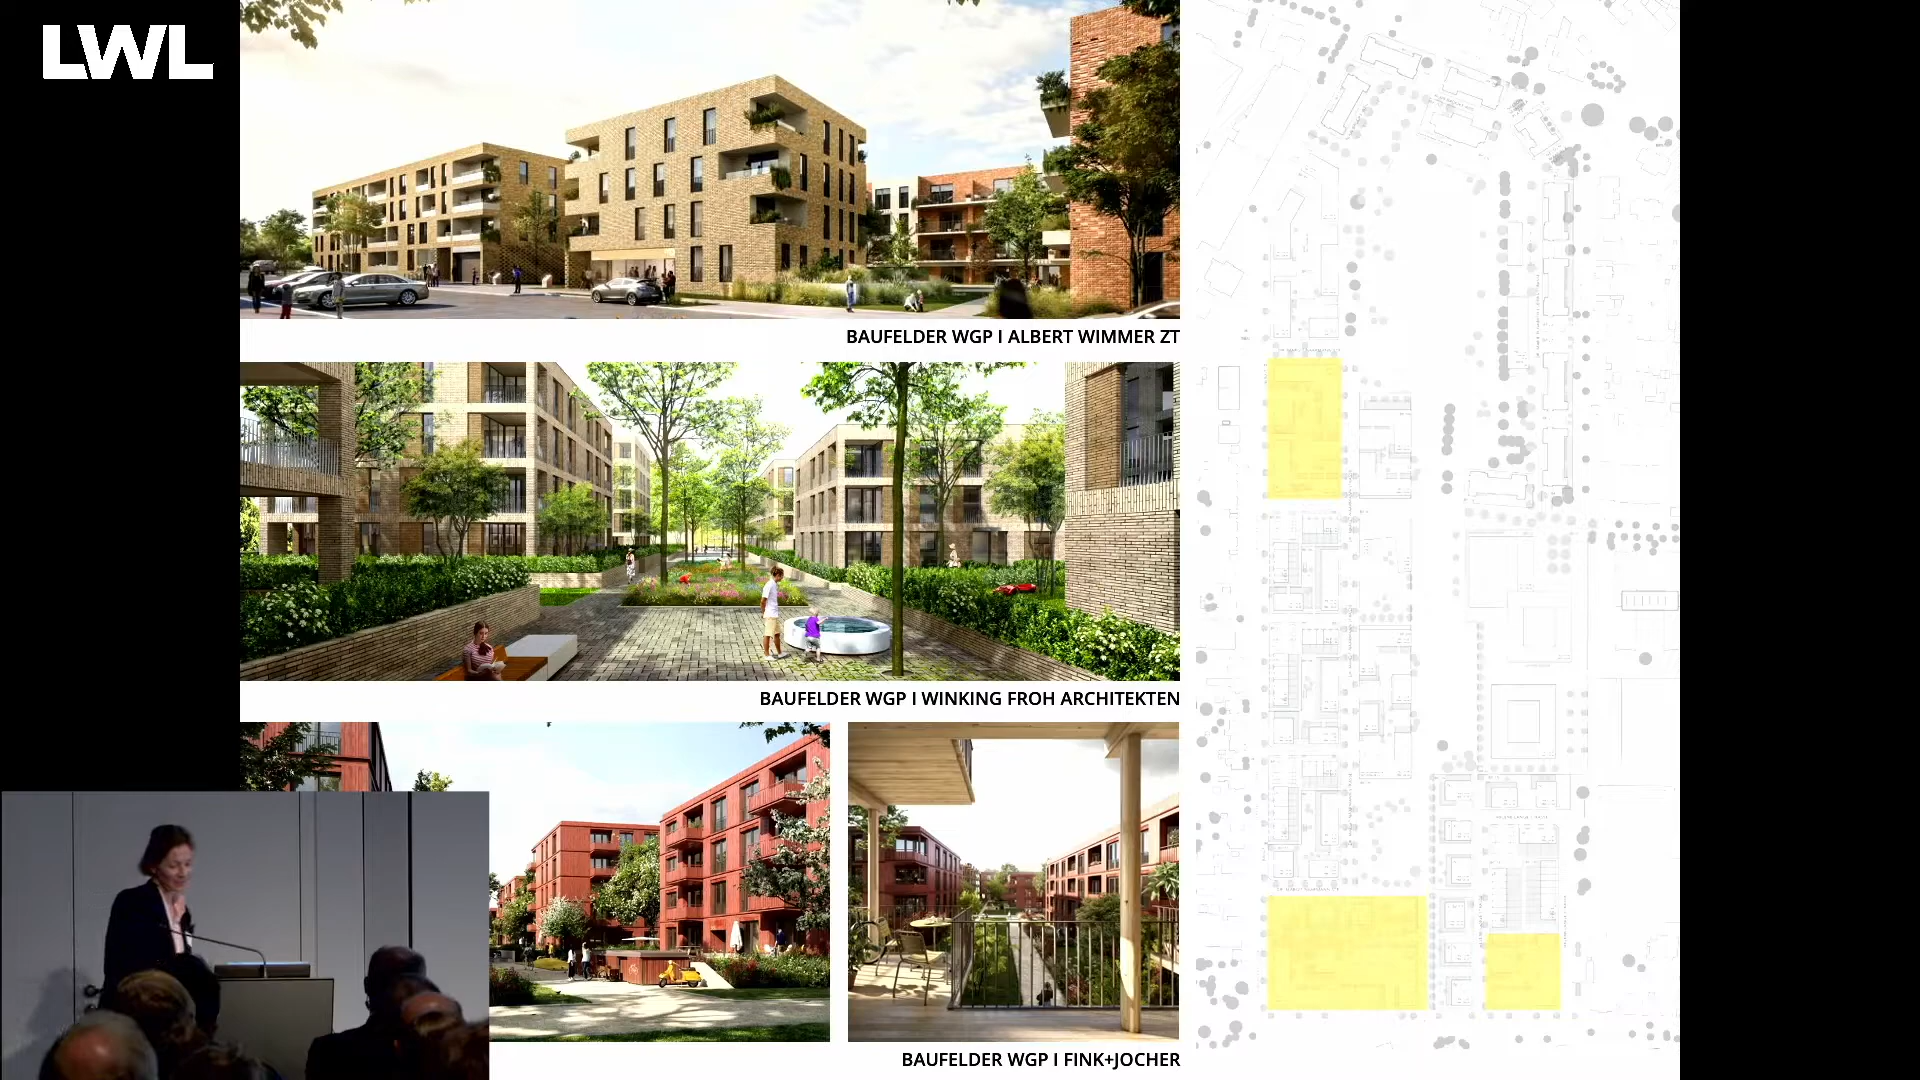 LWL
BAUFELDER WGP I ALBERT WIMMER ZT
BAUFELDER WGP I WINKING FROH ARCHITEKTEN
BAUFELDER WGP I FINK+JOCHER